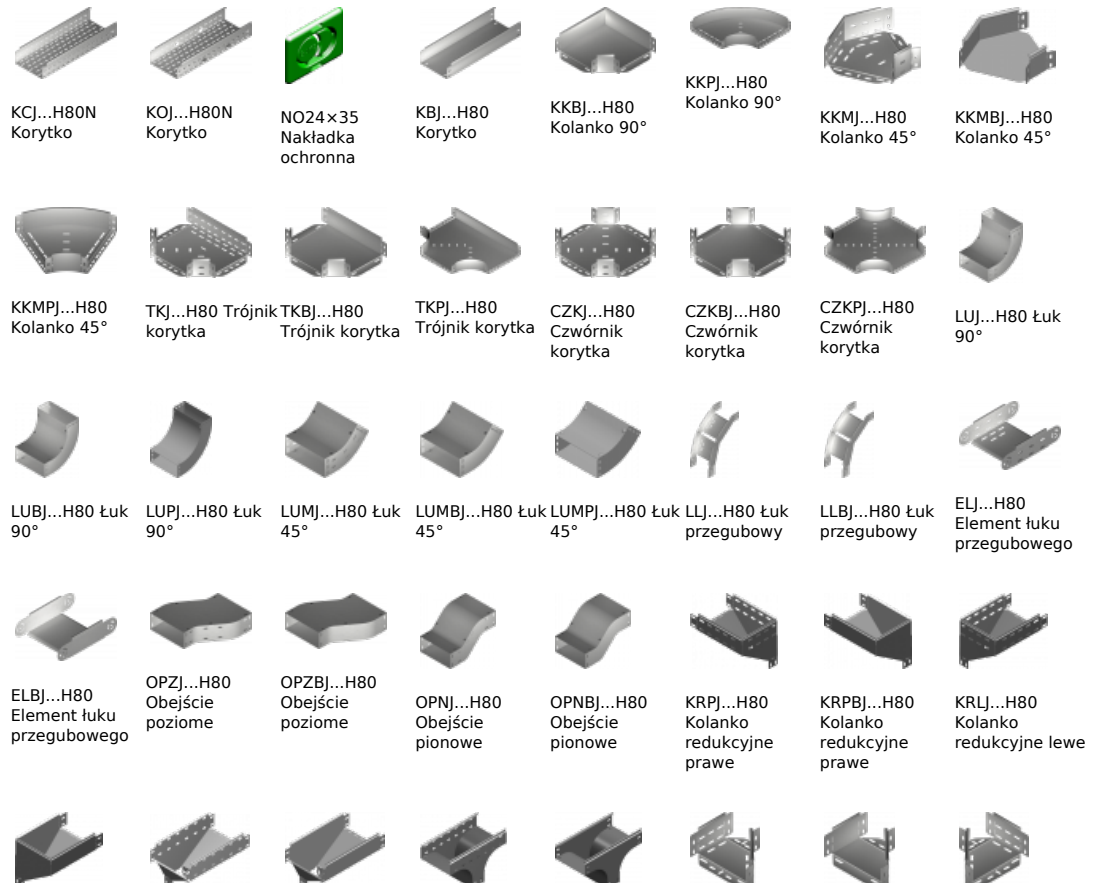 KCJ...H80N
Korytko
KOJ...H80N
Korytko
NO24×35
Nakładka
ochronna
KBJ...H80
Korytko
KKBJ...H80
Kolanko 90°
KKPJ...H80
Kolanko 90°
KKMJ...H80
Kolanko 45°
KKMBJ...H80
Kolanko 45°
KKMPJ...H80
Kolanko 45°
TKJ...H80 Trójnik
korytka
TKBJ...H80
Trójnik korytka
TKPJ...H80
Trójnik korytka
CZKJ...H80
Czwórnik
korytka
CZKBJ...H80
Czwórnik
korytka
CZKPJ...H80
Czwórnik
korytka
LUJ...H80 Łuk
90°
LUBJ...H80 Łuk
90°
LUPJ...H80 Łuk
90°
LUMJ...H80 Łuk
45°
LUMBJ...H80 Łuk
45°
LUMPJ...H80 Łuk
45°
LLJ...H80 Łuk
przegubowy
LLBJ...H80 Łuk
przegubowy
ELJ...H80
Element łuku
przegubowego
ELBJ...H80
Element łuku
przegubowego
OPZJ...H80
Obejście
poziome
OPZBJ...H80
Obejście
poziome
OPNJ...H80
Obejście
pionowe
OPNBJ...H80
Obejście
pionowe
KRPJ...H80
Kolanko
redukcyjne
prawe
KRPBJ...H80
Kolanko
redukcyjne
prawe
KRLJ...H80
Kolanko
redukcyjne lewe